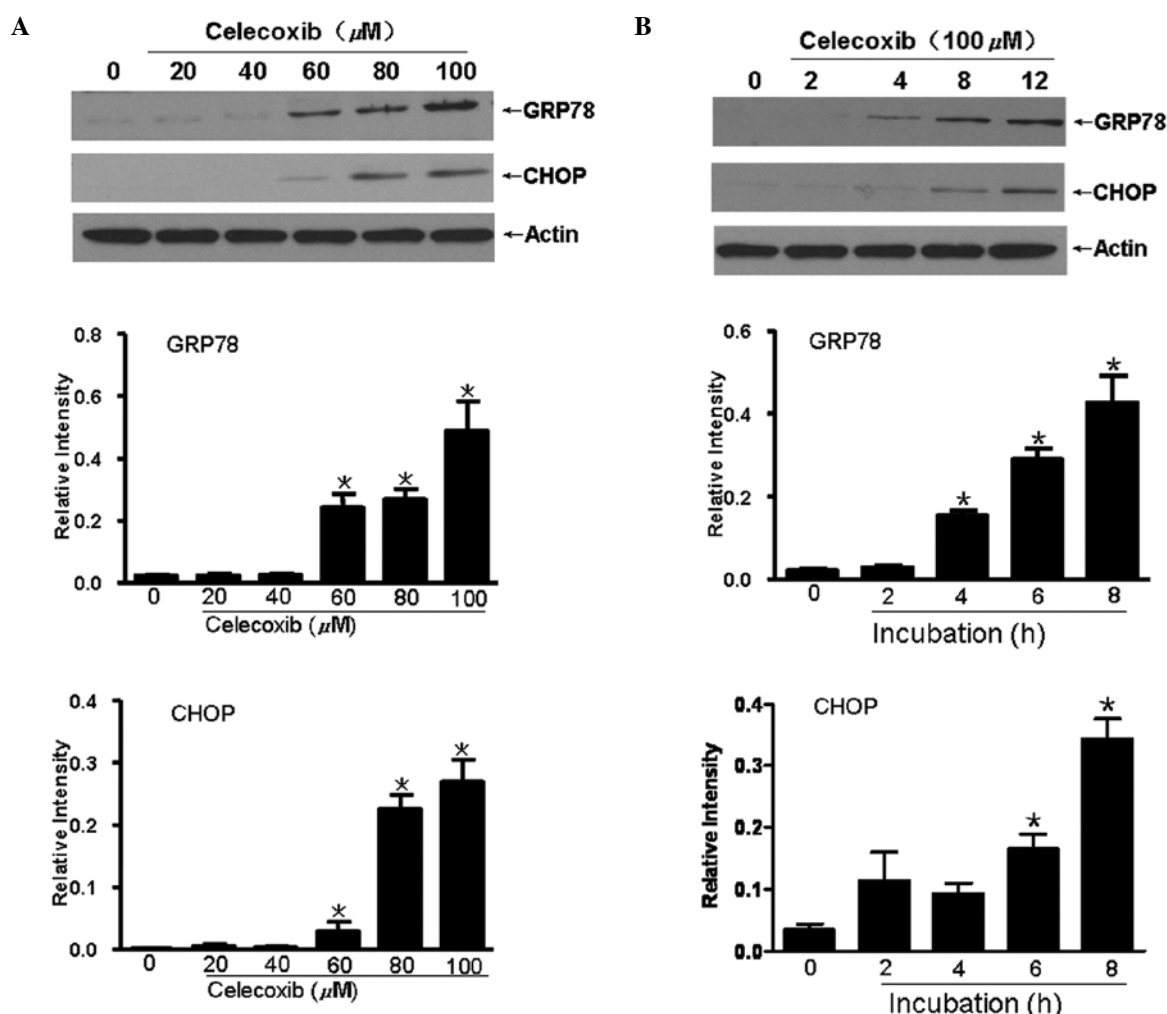 A
Celecoxib (μM)
0 20 40 60 80 100
←GRP78
←CHOP
←Actin
0.8
0.6
0.4
0.2
0.0
Relative Intensity
GRP78
* * *
0 20 40 60 80 100
Celecoxib (μM)
0.4
0.3
0.2
0.1
0.0
Relative Intensity
CHOP
* * *
0 20 40 60 80 100
Celecoxib (μM)
B
Celecoxib (100 μM)
0 2 4 8 12
←GRP78
←CHOP
←Actin
0.6
0.4
0.2
0.0
Relative Intensity
GRP78
* * *
0 2 4 6 8
Incubation (h)
0.4
0.3
0.2
0.1
0.0
Relative Intensity
CHOP
* *
0 2 4 6 8
Incubation (h)